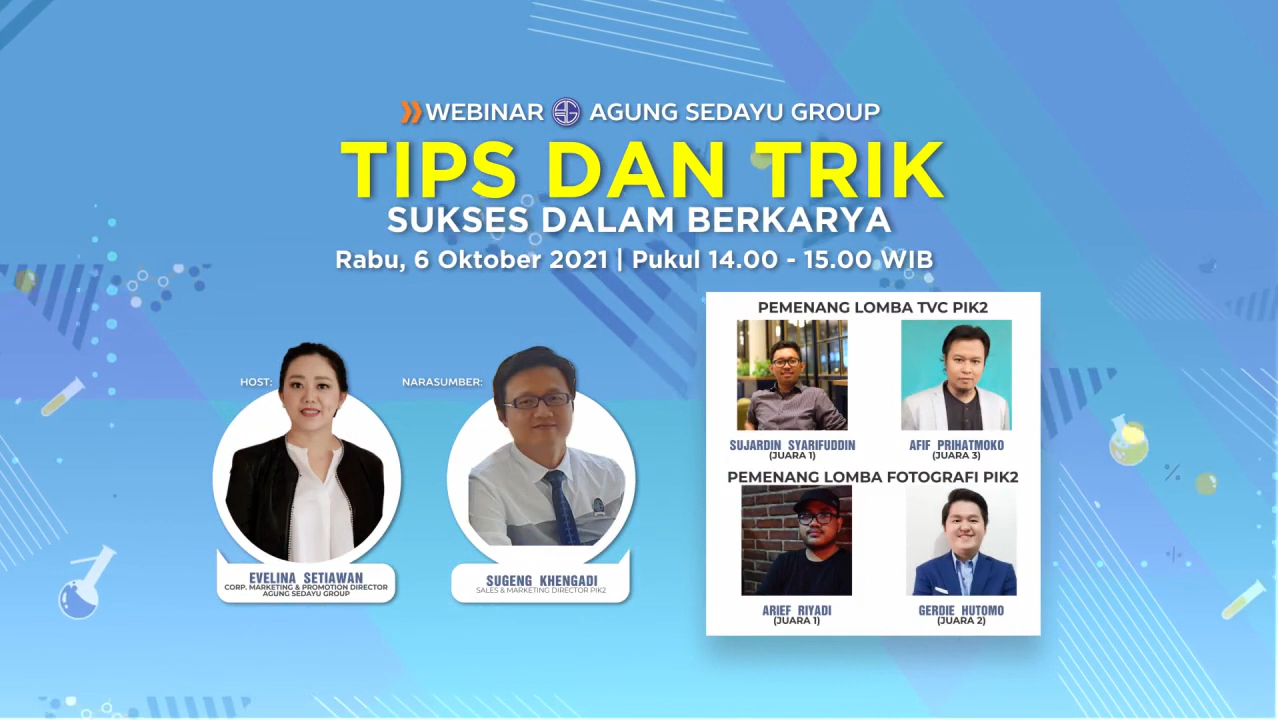 WEBINAR AGUNG SEDAYU GROUP
TIPS DAN TRIK
SUKSES DALAM BERKARYA
Rabu, 6 Oktober 2021 | Pukul 14.00 - 15.00 WIB
HOST:
EVELINA SETIAWAN
CORP. MARKETING & PROMOTION DIRECTOR
AGUNG SEDAYU GROUP
NARASUMBER:
SUGENG KHENGADI
SALES & MARKETING DIRECTOR PIK2
PEMENANG LOMBA TVC PIK2
SUJARDIN SYARIFUDDIN
(JUARA 1)
AFIF PRIHATMOKO
(JUARA 3)
PEMENANG LOMBA FOTOGRAFI PIK2
ARIEF RIYADI
(JUARA 1)
GERDIE HUTOMO
(JUARA 2)